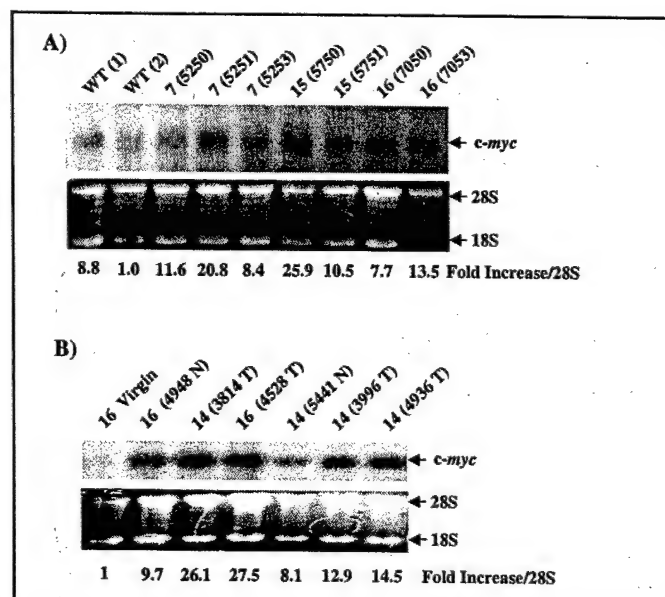 A)
WT (1) WT (2) 7 (5250) 7 (5251) 7 (5253) 15 (5750) 15 (5751) 16 (7050) 16 (7053)
c-myc
28S
18S
8.8 1.0 11.6 20.8 8.4 25.9 10.5 7.7 13.5 Fold Increase/28S
B)
16 Virgin 16 (4948 N) 14 (3814 T) 16 (4528 T) 14 (5441 N) 14 (3996 T) 14 (4936 T)
c-myc
28S
18S
1 9.7 26.1 27.5 8.1 12.9 14.5 Fold Increase/28S